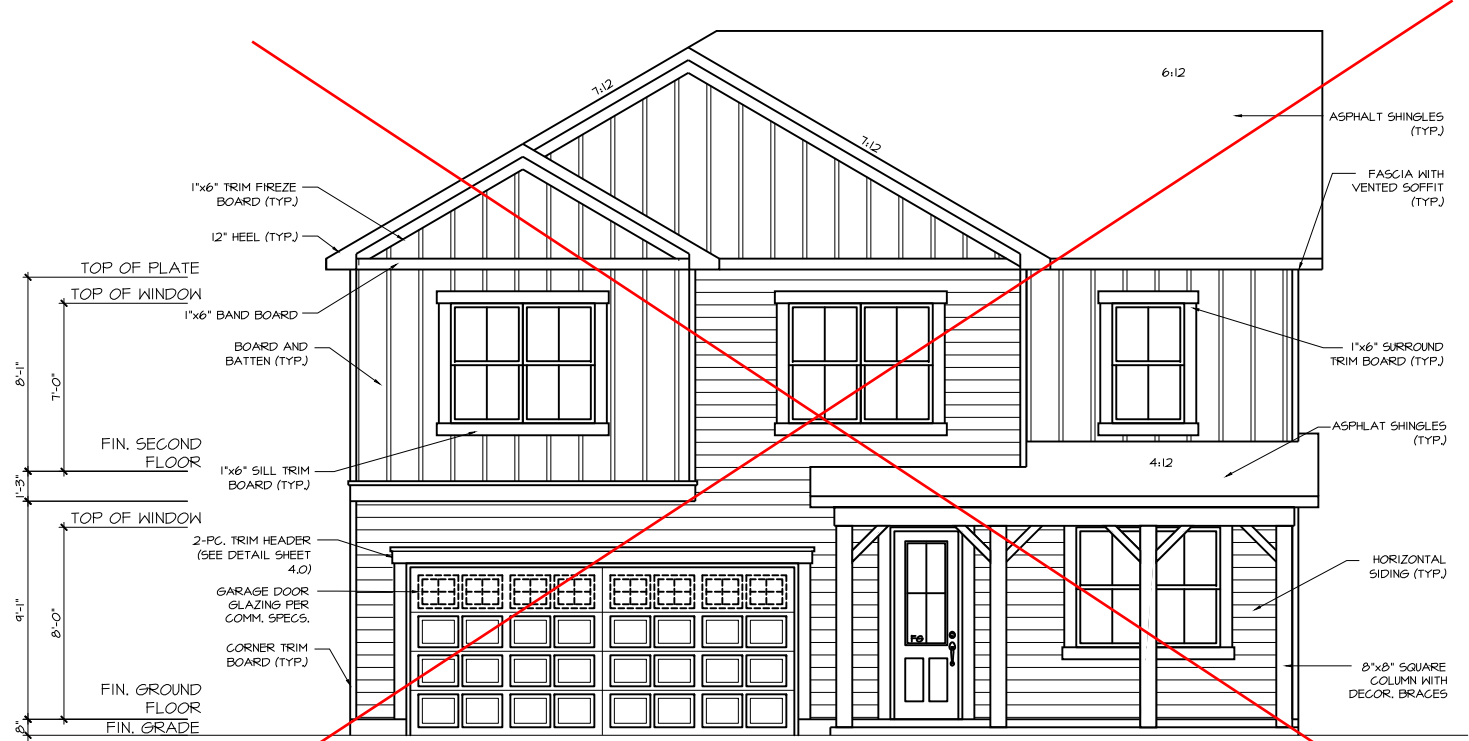 6:12
7:12
7:12
ASPHALT SHINGLES
(TYP.)
FASCIA WITH
VENTED SOFFIT
(TYP.)
1"x6" TRIM FIREZE
BOARD (TYP.)
12" HEEL (TYP.)
TOP OF PLATE
TOP OF WINDOW
1"x6" BAND BOARD
BOARD AND
BATTEN (TYP.)
1"x6" SURROUND
TRIM BOARD (TYP.)
8'-1"
7'-0"
ASPHLAT SHINGLES
(TYP.)
FIN. SECOND
FLOOR
4:12
1"x6" SILL TRIM
BOARD (TYP.)
1'-3"
TOP OF WINDOW
2-PC. TRIM HEADER
(SEE DETAIL SHEET
4.0)
HORIZONTAL
SIDING (TYP.)
GARAGE DOOR
GLAZING PER
COMM. SPECS.
9'-1"
8'-0"
FG
CORNER TRIM
BOARD (TYP.)
8"x8" SQUARE
COLUMN WITH
DECOR. BRACES
FIN. GROUND
FLOOR
FIN. GRADE
8"